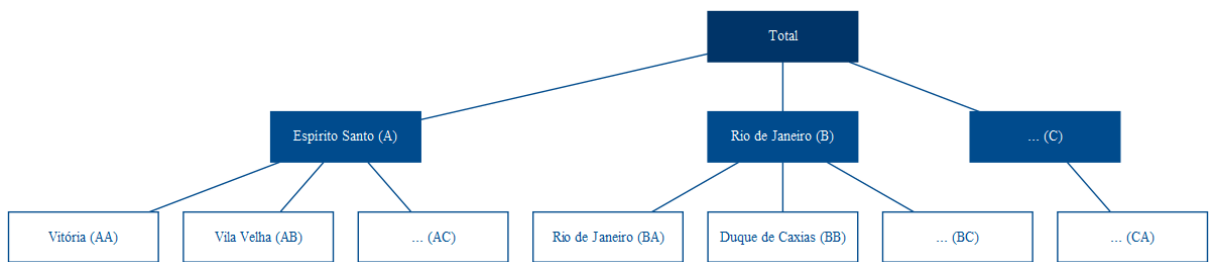 Total
Espírito Santo (A)
Rio de Janeiro (B)
... (C)
Vitória (AA)
Vila Velha (AB)
... (AC)
Rio de Janeiro (BA)
Duque de Caxias (BB)
... (BC)
... (CA)